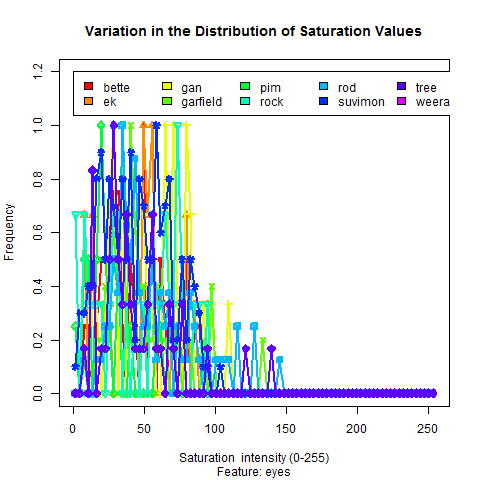 Variation in the Distribution of Saturation Values
Frequency
1.2
1.0
0.8
0.6
0.4
0.2
0.0
bette gan pim rod tree
ek garfield rock suvimon weera
0 50 100 150 200 250
Saturation intensity (0-255)
Feature: eyes